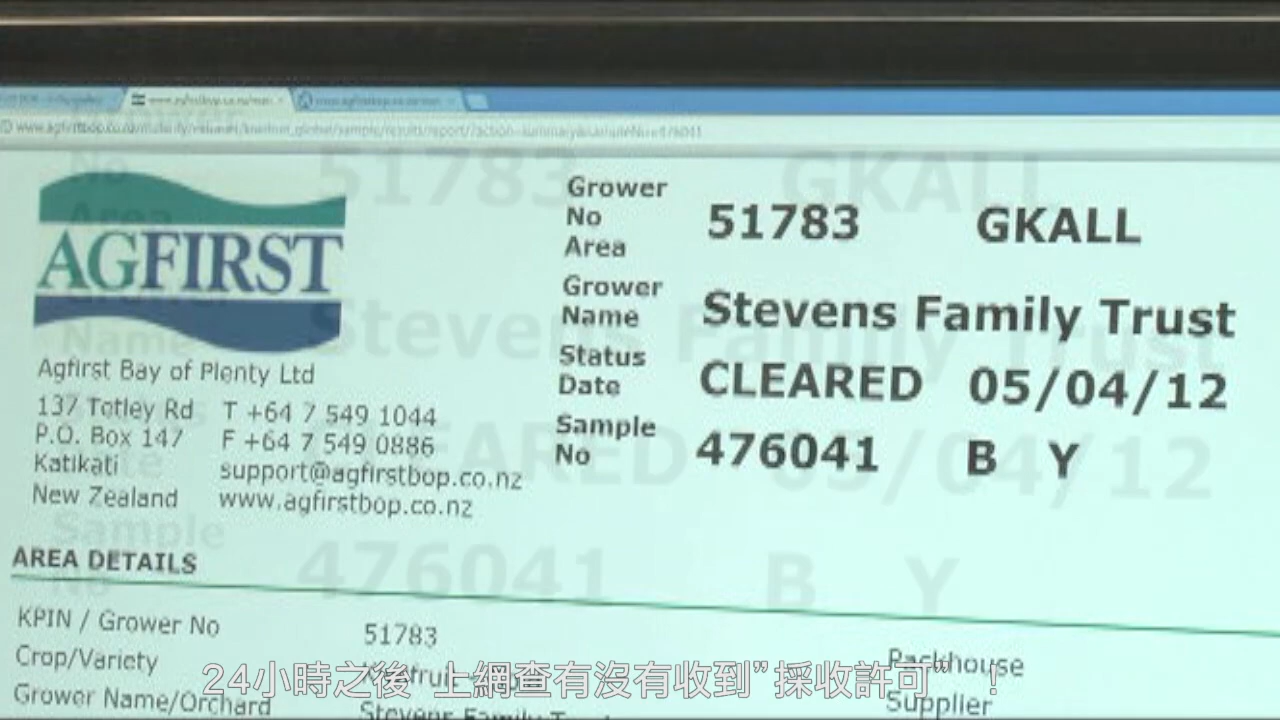 AGFIRST
Agfirst Bay of Plenty Ltd
137 Totley Rd T +64 7 549 1044
P.O. Box 147 F +64 7 549 0886
Katikati support@agfirstbop.co.nz
New Zealand www.agfirstbop.co.nz
Grower No Area 51783 GKALL
Grower Name Stevens Family Trust
Status Date CLEARED 05/04/12
Sample No 476041 B Y
AREA DETAILS
KPIN / Grower No 51783
Crop/Variety Packhouse
Grower Name/Orchard Stevens Family Supplier
24小時之後 上網查有沒有收到"採收許可" !